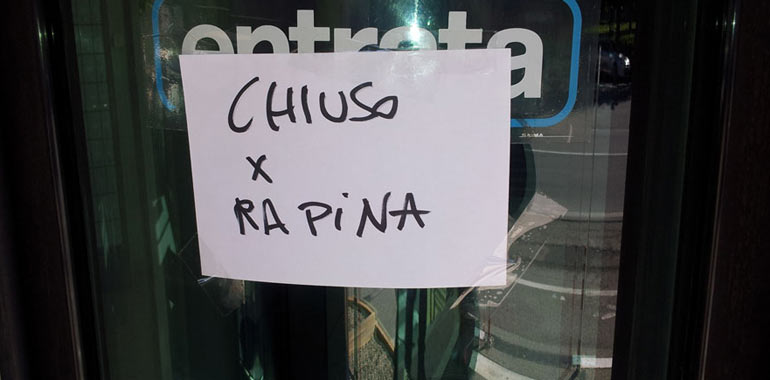 entrata
CHIUSO
X
RAPINA